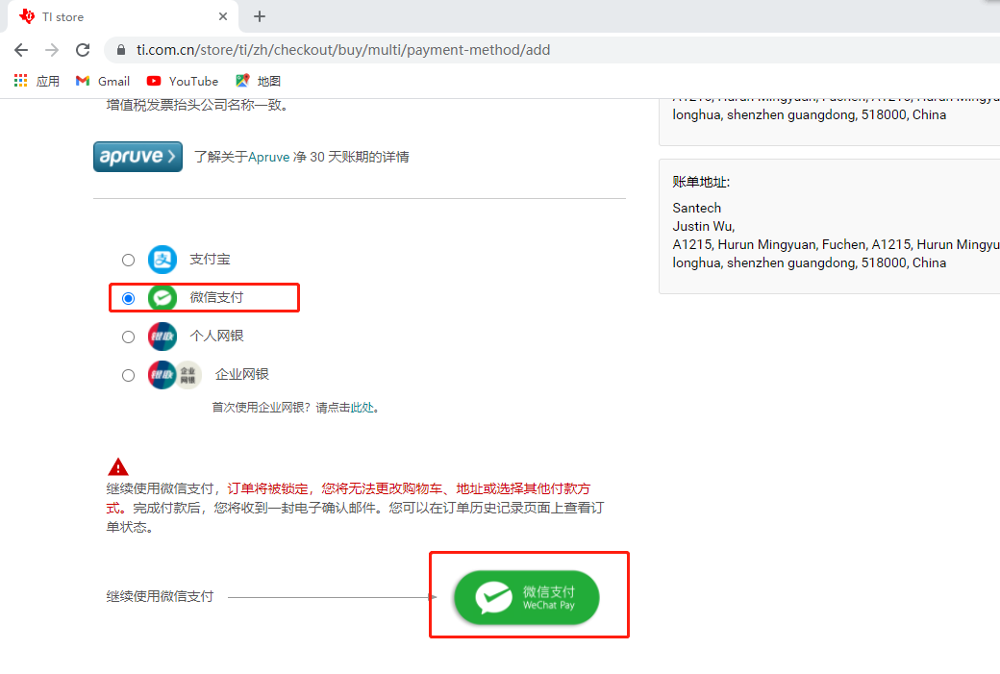 TI store
ti.com.cn/store/ti/zh/checkout/buy/multi/payment-method/add
应用 Gmail YouTube 地图
增值税发票抬头公司名称一致。
apruve
了解关于Apruve 净 30 天账期的详情
支付宝
微信支付
银联 个人网银
银联 企业网银 企业网银
首次使用企业网银？请点击此处。
继续使用微信支付，订单将被锁定，您将无法更改购物车、地址或选择其他付款方
式。完成付款后，您将收到一封电子确认邮件。您可以在订单历史记录页面上查看订
单状态。
继续使用微信支付
微信支付
WeChat Pay
longhua, shenzhen guangdong, 518000, China
账单地址:
Santech
Justin Wu,
A1215, Hurun Mingyuan, Fuchen, A1215, Hurun Mingyu
longhua, shenzhen guangdong, 518000, China